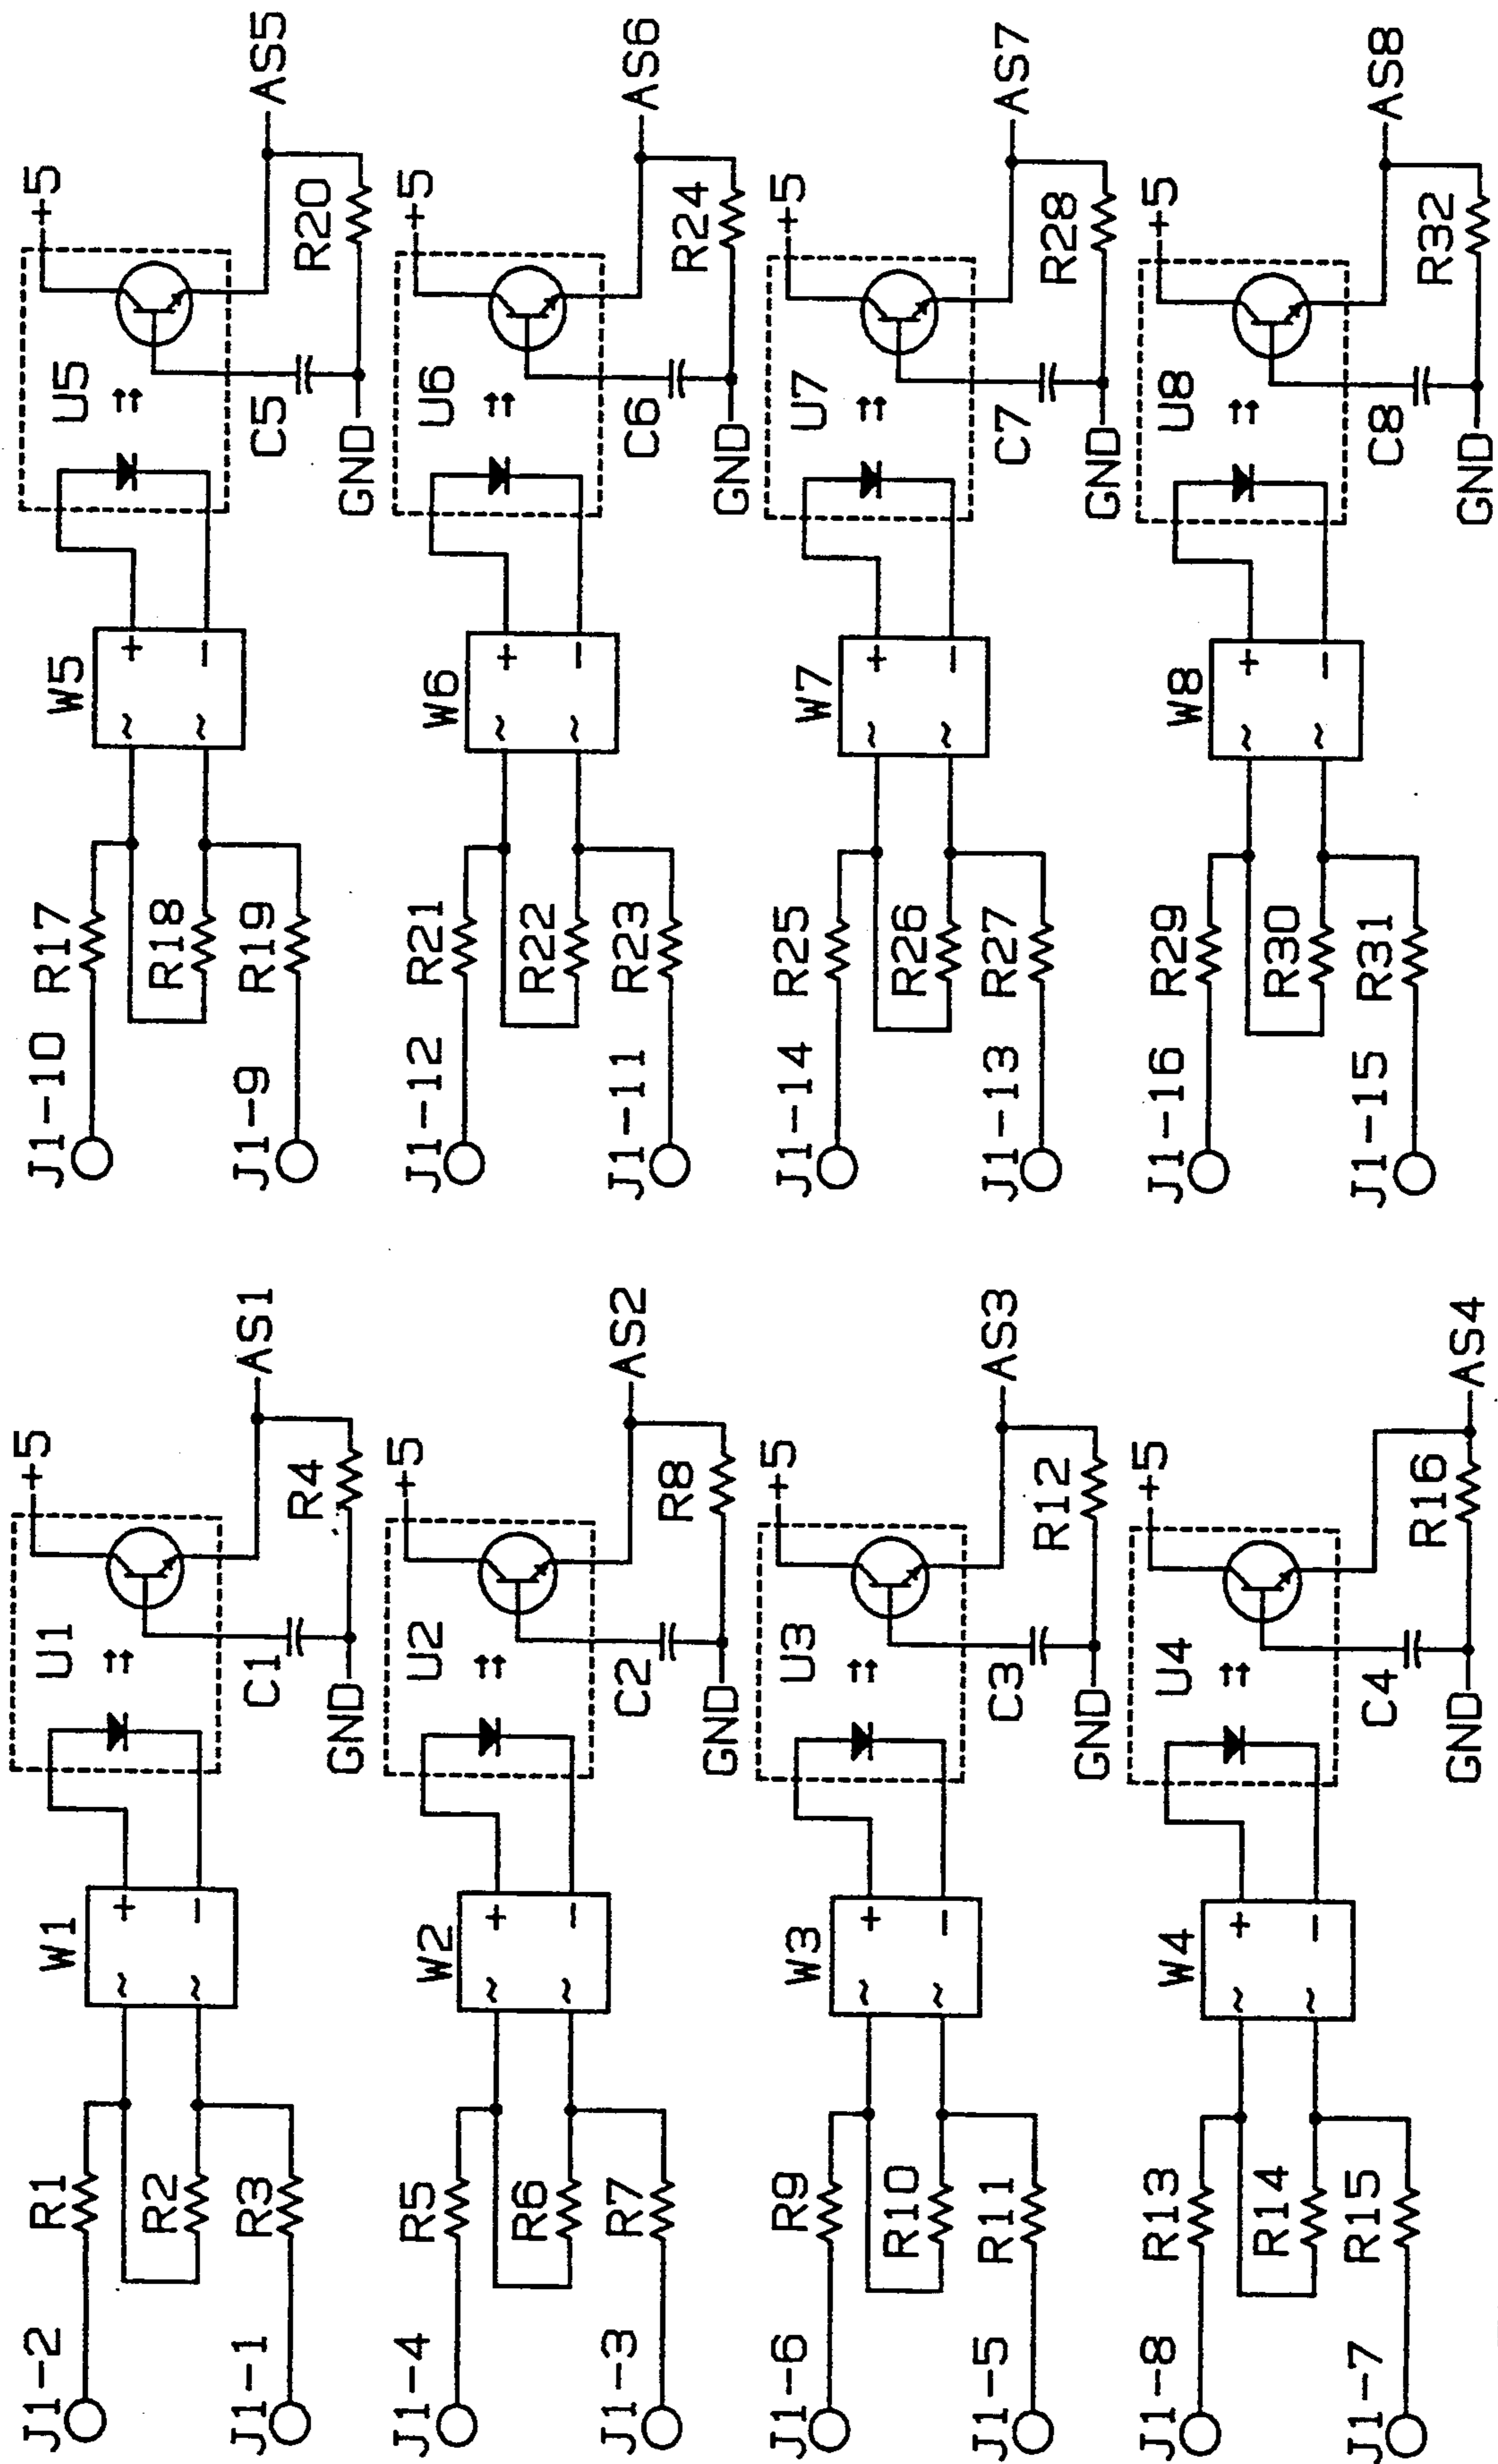 J1-2
R1
R2
J1-1
R3
W1
~
~
+
-
U1
+5
C1
GND
R4
AS1
J1-4
R5
R6
J1-3
R7
W2
~
~
+
-
U2
+5
C2
GND
R8
AS2
J1-6
R9
R10
J1-5
R11
W3
~
~
+
-
U3
+5
C3
GND
R12
AS3
J1-8
R13
R14
J1-7
R15
W4
~
~
+
-
U4
+5
C4
GND
R16
AS4
J1-10
R17
R18
J1-9
R19
W5
~
~
+
-
U5
+5
C5
GND
R20
AS5
J1-12
R21
R22
J1-11
R23
W6
~
~
+
-
U6
+5
C6
GND
R24
AS6
J1-14
R25
R26
J1-13
R27
W7
~
~
+
-
U7
+5
C7
GND
R28
AS7
J1-16
R29
R30
J1-15
R31
W8
~
~
+
-
U8
+5
C8
GND
R32
AS8